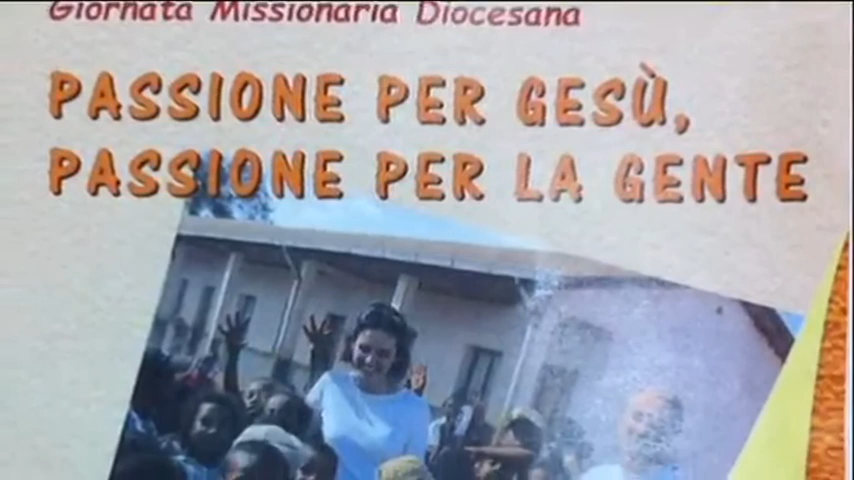 Giornata Missionaria Diocesana
PASSIONE PER GESÙ,
PASSIONE PER LA GENTE